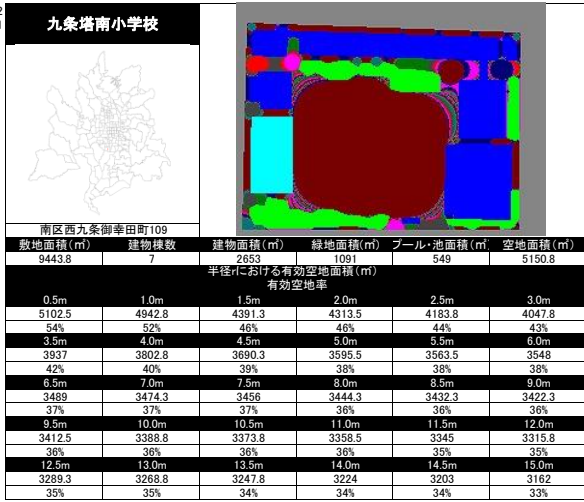 九条塔南小学校
南区西九条御幸田町109
敷地面積(㎡) 建物棟数 建物面積(㎡) 緑地面積(㎡) プール・池面積(㎡) 空地面積(㎡)
9443.8 7 2653 1091 549 5150.8
半径rにおける有効空地面積(㎡)
有効空地率
0.5m 1.0m 1.5m 2.0m 2.5m 3.0m
5102.5 4942.8 4391.3 4313.5 4183.8 4047.8
54% 52% 46% 46% 44% 43%
3.5m 4.0m 4.5m 5.0m 5.5m 6.0m
3937 3802.8 3690.3 3595.5 3563.5 3548
42% 40% 39% 38% 38% 38%
6.5m 7.0m 7.5m 8.0m 8.5m 9.0m
3489 3474.3 3456 3444.3 3432.3 3422.3
37% 37% 37% 36% 36% 36%
9.5m 10.0m 10.5m 11.0m 11.5m 12.0m
3412.5 3388.8 3373.8 3358.5 3345 3315.8
36% 36% 36% 36% 35% 35%
12.5m 13.0m 13.5m 14.0m 14.5m 15.0m
3289.3 3268.8 3247.8 3224 3203 3162
35% 35% 34% 34% 34% 33%